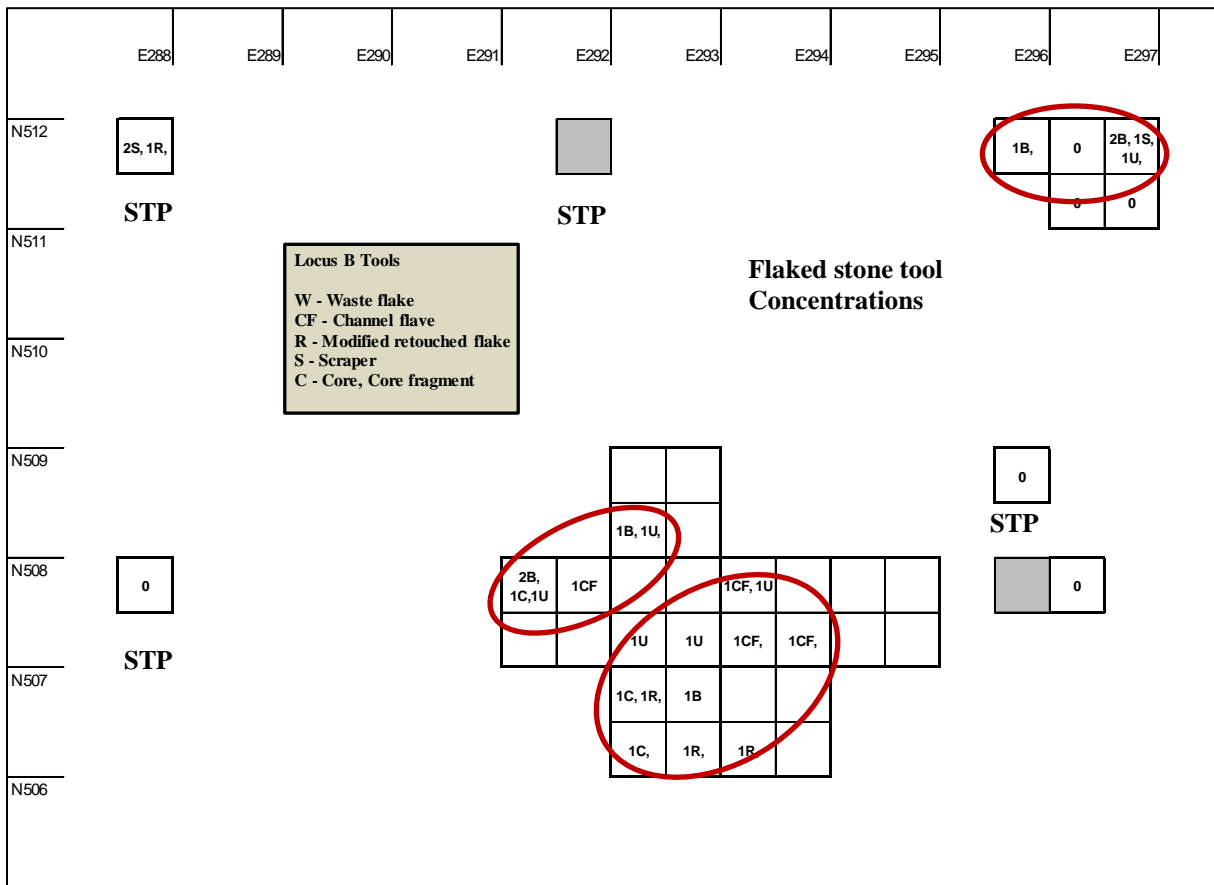 E288 E289 E290 E291 E292 E293 E294 E295 E296 E297
N512
2S, 1R,
1B, 0 2B, 1S,
1U,
STP
STP
0 0
N511
Locus B Tools
W - Waste flake
CF - Channel flave
R - Modified retouched flake
S - Scraper
C - Core, Core fragment
Flaked stone tool
Concentrations
N510
N509
0
STP
1B, 1U,
N508
0
2B,
1C,1U
1CF 1CF, 1U
0
STP
1U 1U 1CF, 1CF,
N507
1C, 1R, 1B
1C, 1R, 1R,
N506